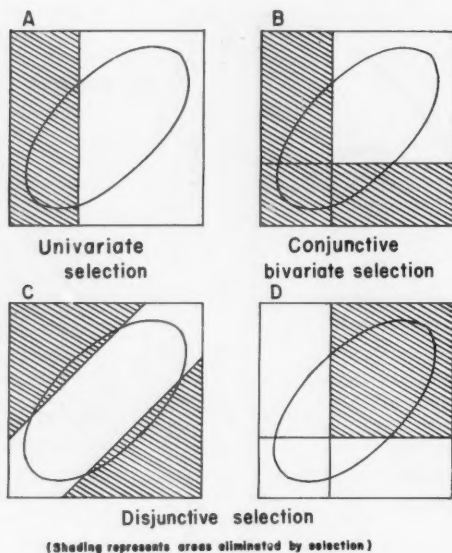 A
B
Univariate
selection
Conjunctive
bivariate selection
C
D
Disjunctive selection
(Shading represents areas eliminated by selection)